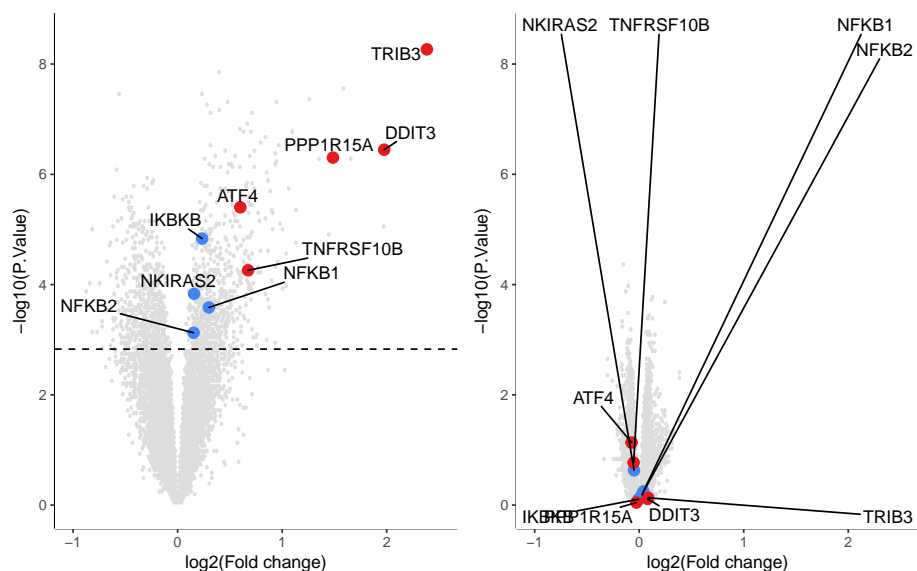 NKIRAS2
TNFRSF10B
NFKB1
NFKB2
8
TRIB3
DDIT3
PPP1R15A
6
ATF4
IKBKB
TNFRSF10B
NFKB1
NKIRAS2
NFKB2
4
2
0
−log10(P.Value)
−1
0
1
2
log2(Fold change)
8
6
4
2
0
−log10(P.Value)
ATF4
IKBKB
PPP1R15A
DDIT3
TRIB3
−1
0
1
2
log2(Fold change)